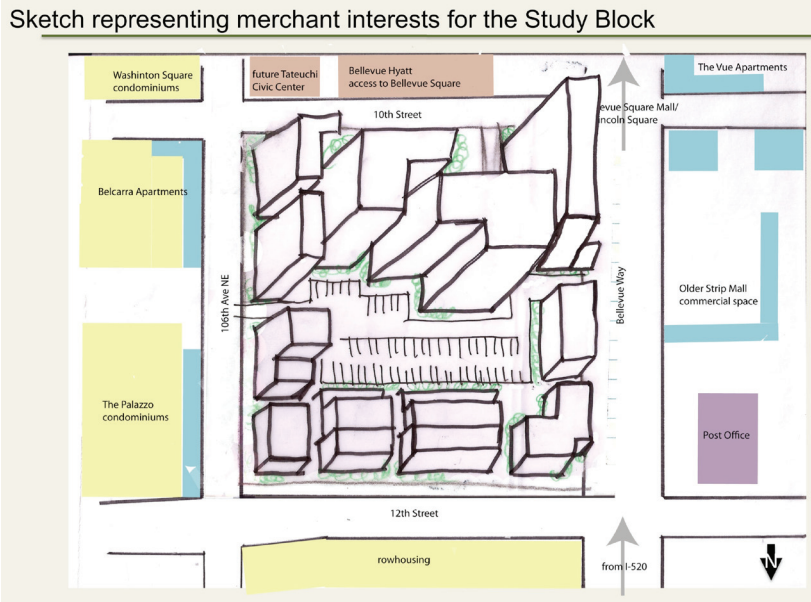 Sketch representing merchant interests for the Study Block
Washinton Square
condominiums
future Tateuchi
Civic Center
Bellevue Hyatt
access to Bellevue Square
The Vue Apartments
10th Street
evue Square Mall/
ncoln Square
Belcarra Apartments
106th Ave NE
Bellevue Way
Older Strip Mall
commercial space
The Palazzo
condominiums
Post Office
12th Street
rowhousing
from I-520
N